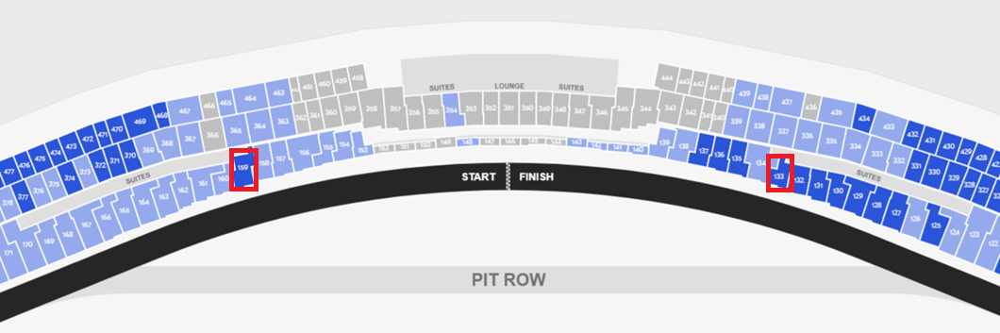 SUITES LOUNGE SUITES
444 443 442 441 440
466 465 464 463 461 460 459 458
439 438 437 436 435 434 433 432 431 430 429 428
477 476 475 474 473 472 471 470 469 468 467
358 357 356 355 354 353 352 351 350 349 348 347 346 345 344 343 342 341 340
378 377 376 375 374 373 372 371 370 369 368 367 366 365 364 363 362 361 360 359
339 338 337 336 335 334 333 332 331 330 329 328 327
SUITES
SUITES
171 170 169 168 167 166 165 164 163 162 161 160 159 158 157 156 155 154 153
152 151 150 149 148 147 146 145 144 143 142 141 140
139 138 137 136 135 134 133 132 131 130 129 128 127 126 125 124 123 122
START FINISH
PIT ROW